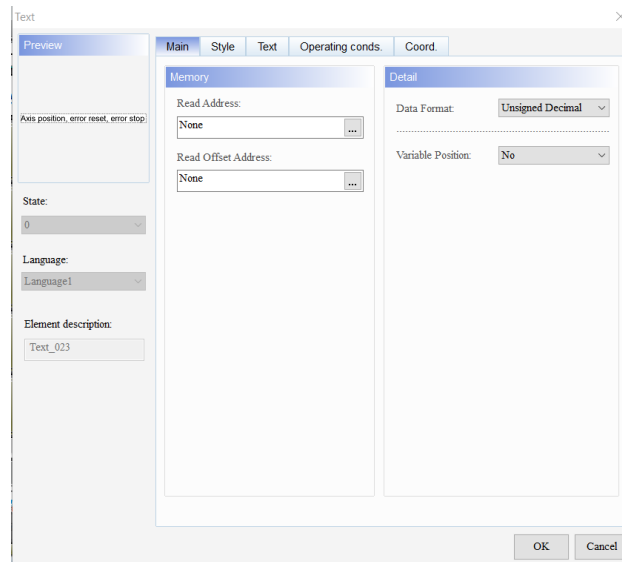 Text
Preview
Axis position, error reset, error stop
State:
0
Language:
Language1
Element description:
Text_023
Main
Style
Text
Operating conds.
Coord.
Memory
Read Address:
None
...
Read Offset Address:
None
...
Detail
Data Format:
Unsigned Decimal
Variable Position:
No
OK
Cancel